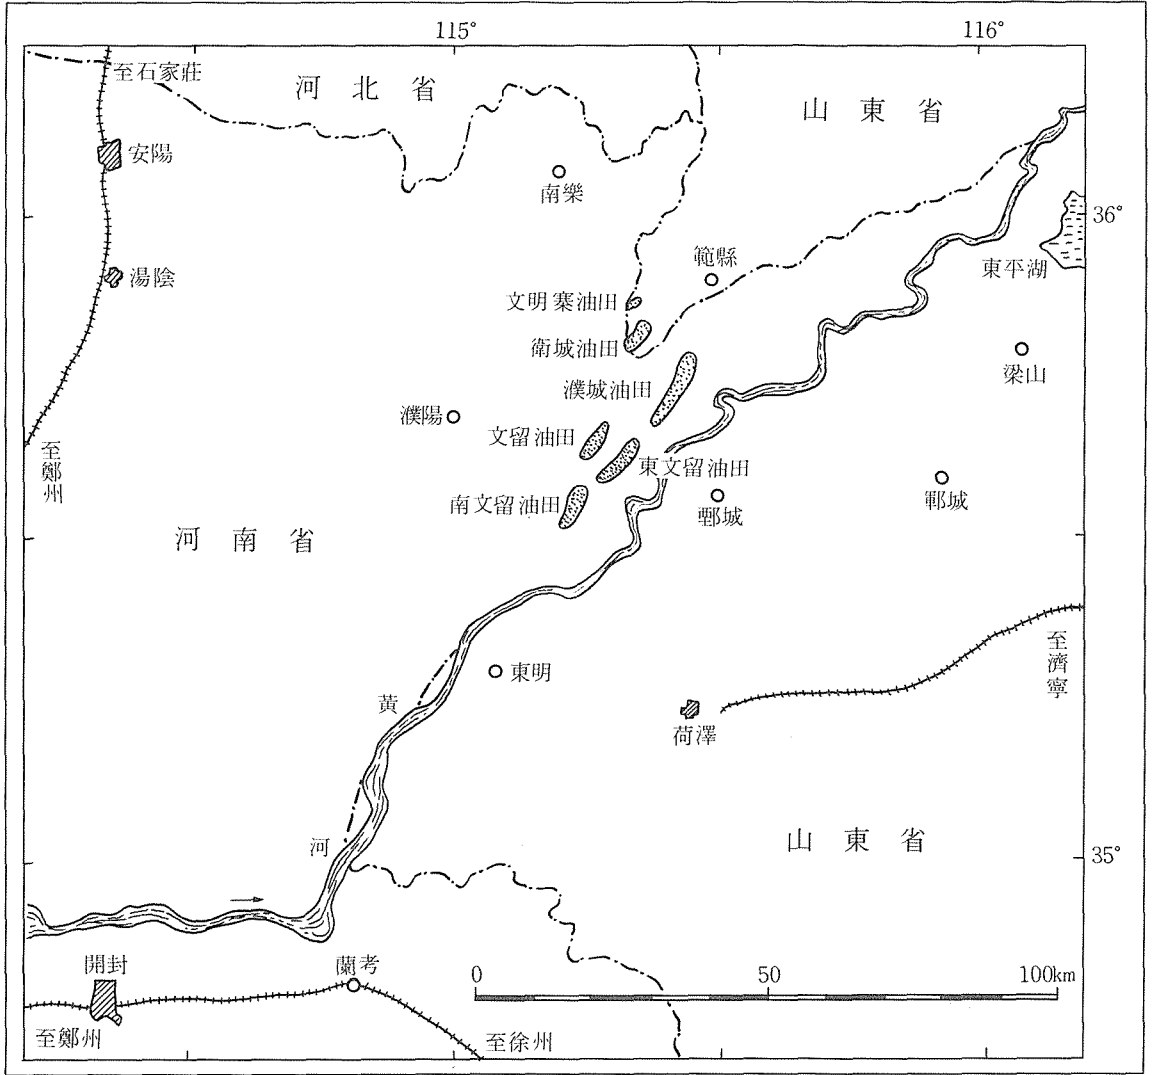 115°
116°
至石家莊
河北省
山東省
安陽
南樂
36°
範縣
東平湖
湯陰
文明寨油田
衛城油田
梁山
濮城油田
濮陽
文留油田
至鄭州
東文留油田
鄆城
南文留油田
鄄城
河南省
至濟寧
東明
黃
荷澤
河
山東省
35°
開封
蘭考
0 50 100km
至鄭州
至徐州